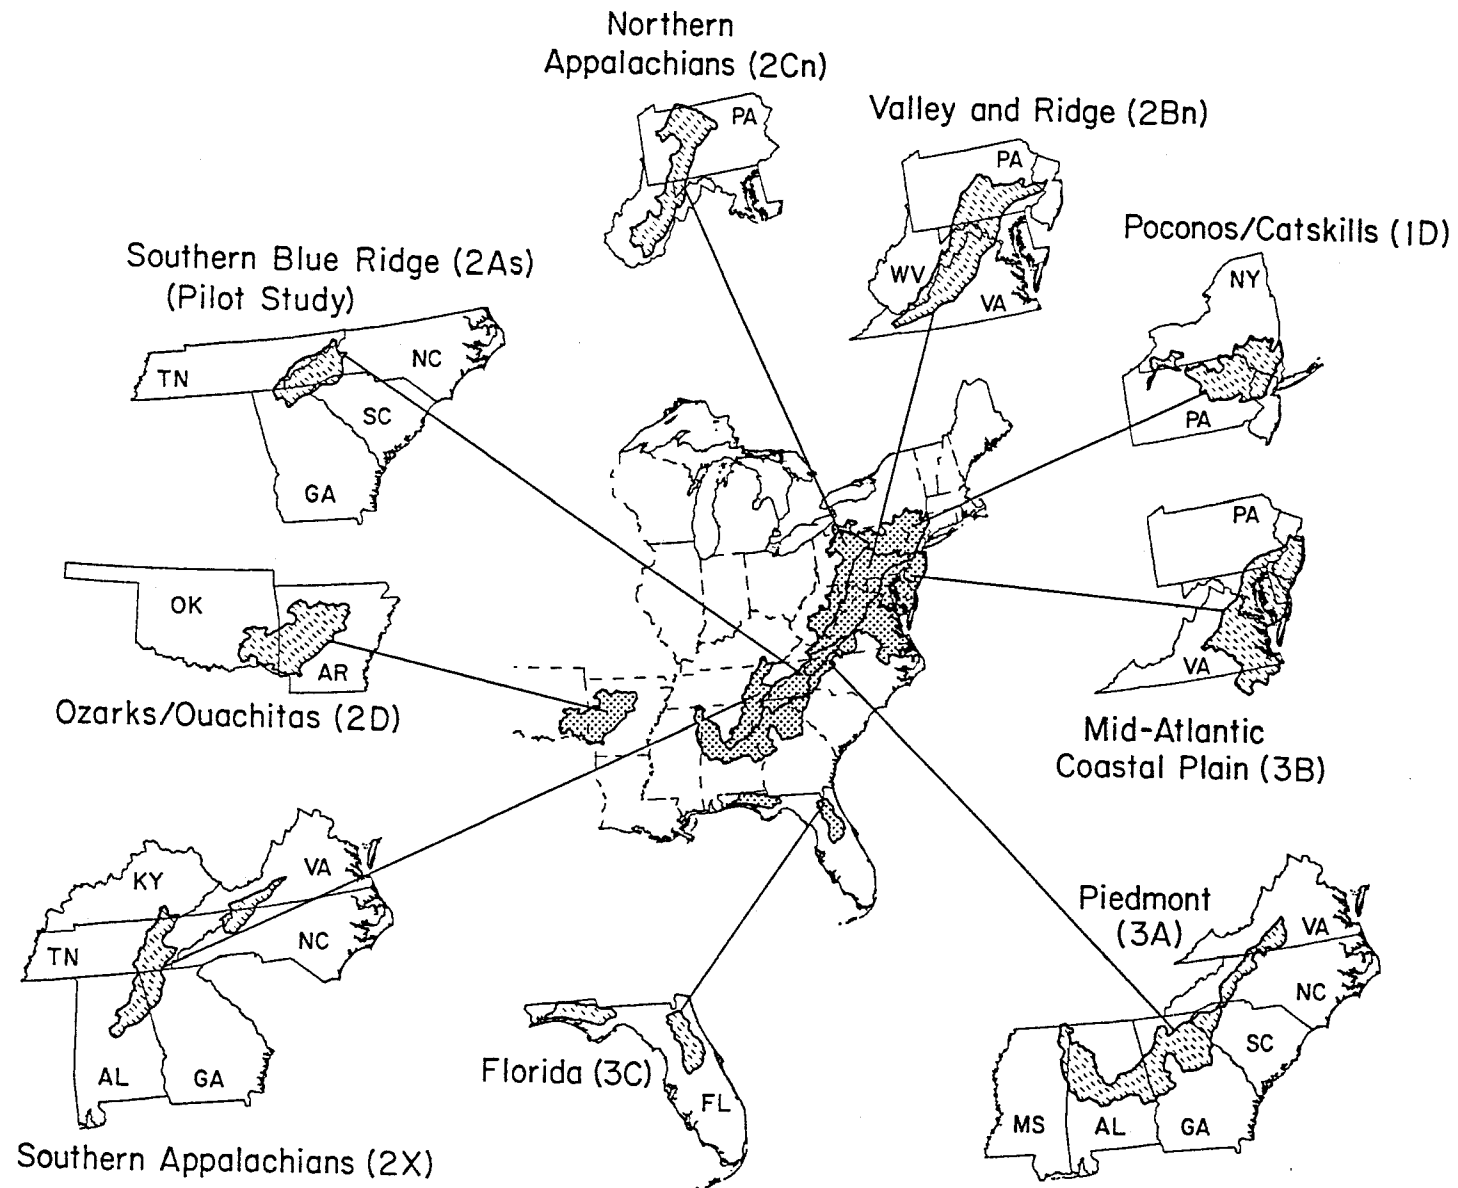 Northern
Appalachians (2Cn)
PA
Valley and Ridge (2Bn)
PA
WV
VA
Poconos/Catskills (1D)
NY
PA
Southern Blue Ridge (2As)
(Pilot Study)
TN
NC
SC
GA
OK
AR
Ozarks/Ouachitas (2D)
PA
VA
Mid-Atlantic
Coastal Plain (3B)
KY
VA
TN
NC
AL
GA
Southern Appalachians (2X)
Florida (3C)
FL
Piedmont
(3A)
VA
NC
SC
MS
AL
GA